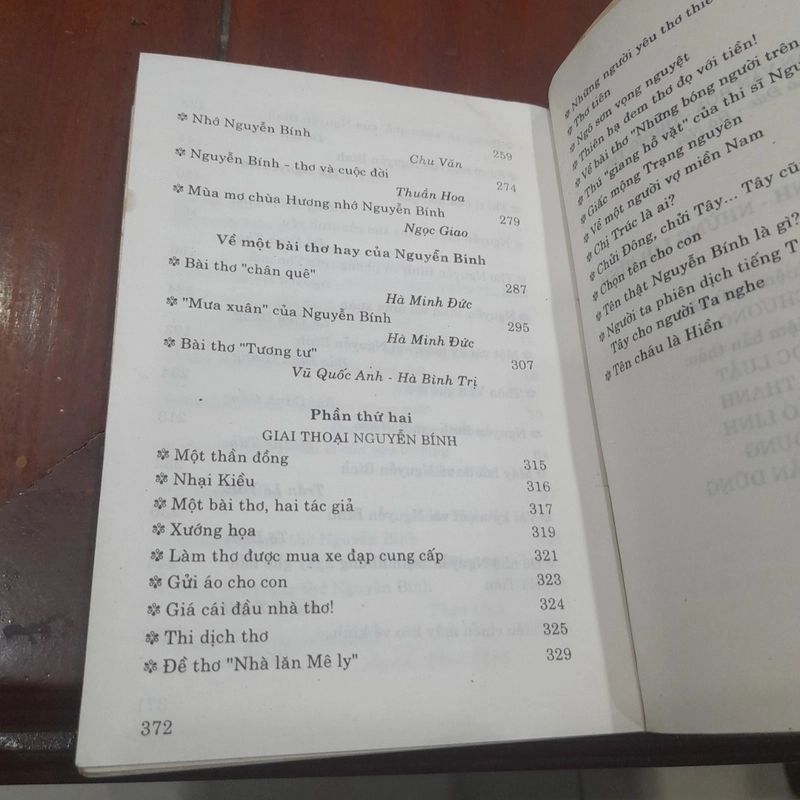 Nhớ Nguyễn Bính
Chu Văn 259
Nguyễn Bính - thơ và cuộc đời
Thuần Hoa 274
Mùa mơ chùa Hương nhớ Nguyễn Bính
Ngọc Giao 279
Về một bài thơ hay của Nguyễn Bính
Bài thơ "chân quê"
Hà Minh Đức 287
"Mưa xuân" của Nguyễn Bính
Hà Minh Đức 295
Bài thơ "Tương tư" 307
Vũ Quốc Anh - Hà Bình Trị
Phần thứ hai
GIAI THOẠI NGUYỄN BÍNH
Một thần đồng 315
Nhại Kiều 316
Một bài thơ, hai tác giả 317
Xướng họa 319
Làm thơ được mua xe đạp cung cấp 321
Gửi áo cho con 323
Giá cái đầu nhà thơ! 324
Thi dịch thơ 325
Đề thơ "Nhà lăn Mê ly" 329
372
Những người yêu thơ
Thơ tiên
Ngô sơn vọng nguyệt
Thiên hạ đem thơ đọ với tiền!
Về bài thơ "Những bóng người trên
Thú "giang hồ vặt" của thi sĩ
Giấc mộng Trạng nguyên
Về một người vợ miền Nam
Chị Trúc là ai?
Chửi Đông, chửi Tây... Tây
Chọn tên cho con
Tên thật Nguyễn Bính là gì?
Người ta phiên dịch tiếng
Tây cho người Ta nghe
Tên cháu là Hiền